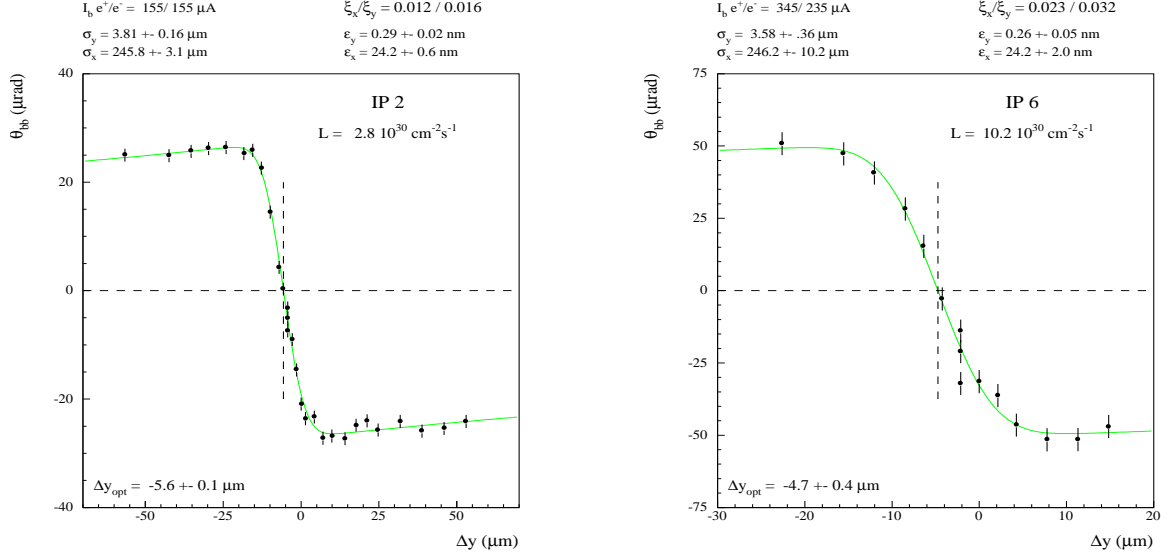 I_b e⁺/e⁻ = 155/ 155 μA
ξ_x/ξ_y = 0.012 / 0.016
σ_y = 3.81 +- 0.16 μm
ε_y = 0.29 +- 0.02 nm
σ_x = 245.8 +- 3.1 μm
ε_x = 24.2 +- 0.6 nm
θ_bb (μrad)
40
20
0
-20
-40
IP 2
L = 2.8 10³⁰ cm⁻²s⁻¹
Δy_opt = -5.6 +- 0.1 μm
-50
-25
0
25
50
Δy (μm)
I_b e⁺/e⁻ = 345/ 235 μA
ξ_x/ξ_y = 0.023 / 0.032
σ_y = 3.58 +- .36 μm
ε_y = 0.26 +- 0.05 nm
σ_x = 246.2 +- 10.2 μm
ε_x = 24.2 +- 2.0 nm
θ_bb (μrad)
75
50
25
0
-25
-50
-75
IP 6
L = 10.2 10³⁰ cm⁻²s⁻¹
Δy_opt = -4.7 +- 0.4 μm
-30
-20
-10
0
10
20
Δy (μm)